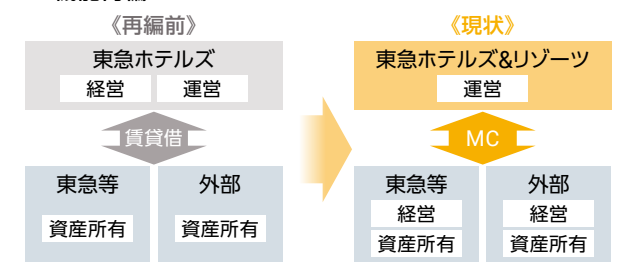 《再編前》
東急ホテルズ
経営 運営
賃貸借
東急等 外部
資産所有 資産所有
《現状》
東急ホテルズ&リゾーツ
運営
MC
東急等 外部
経営 経営
資産所有 資産所有